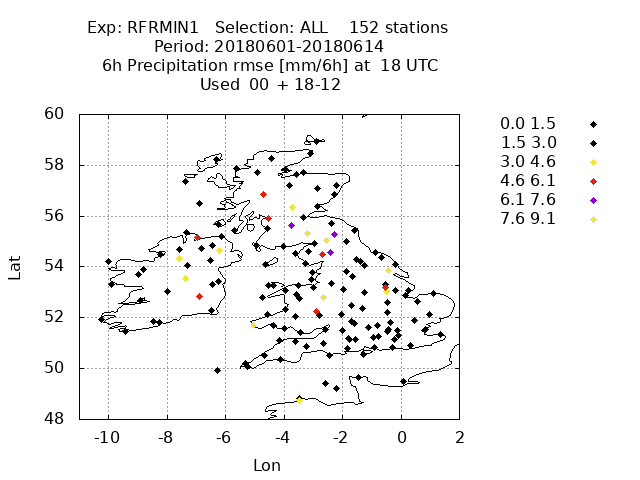 Exp: RFRMIN1 Selection: ALL 152 stations
Period: 20180601-20180614
6h Precipitation rmse [mm/6h] at 18 UTC
Used 00 + 18-12
60
58
56
54
52
50
48
Lat
-10 -8 -6 -4 -2 0 2
Lon
0.0 1.5
1.5 3.0
3.0 4.6
4.6 6.1
6.1 7.6
7.6 9.1